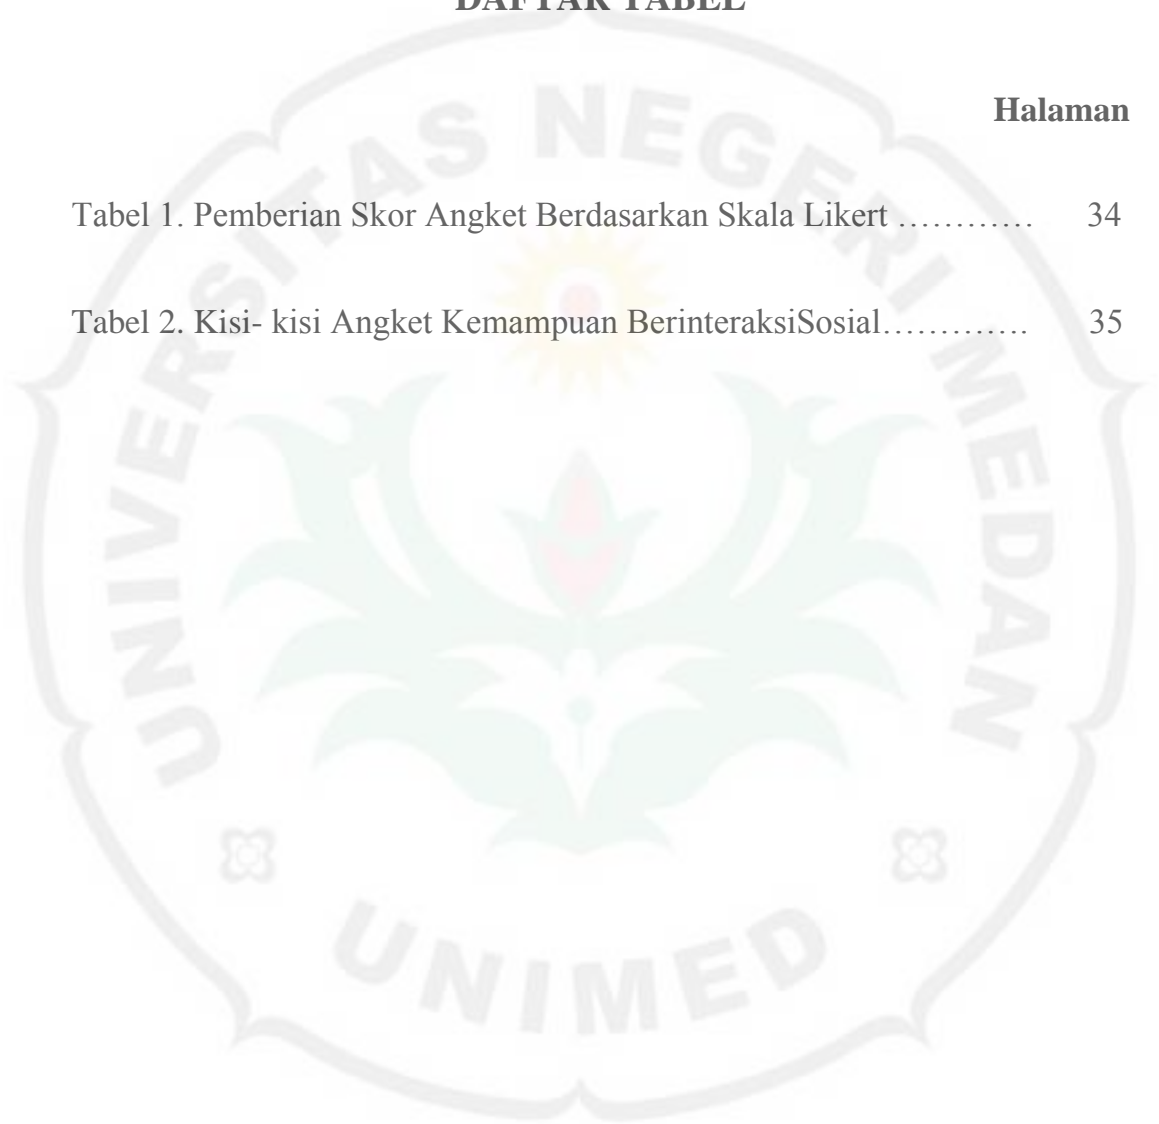 DAFTAR TABEL
Halaman
Tabel 1. Pemberian Skor Angket Berdasarkan Skala Likert ………… 34
Tabel 2. Kisi- kisi Angket Kemampuan BerinteraksiSosial…………. 35
UNIVERSITAS NEGERI MEDAN
UNIMED